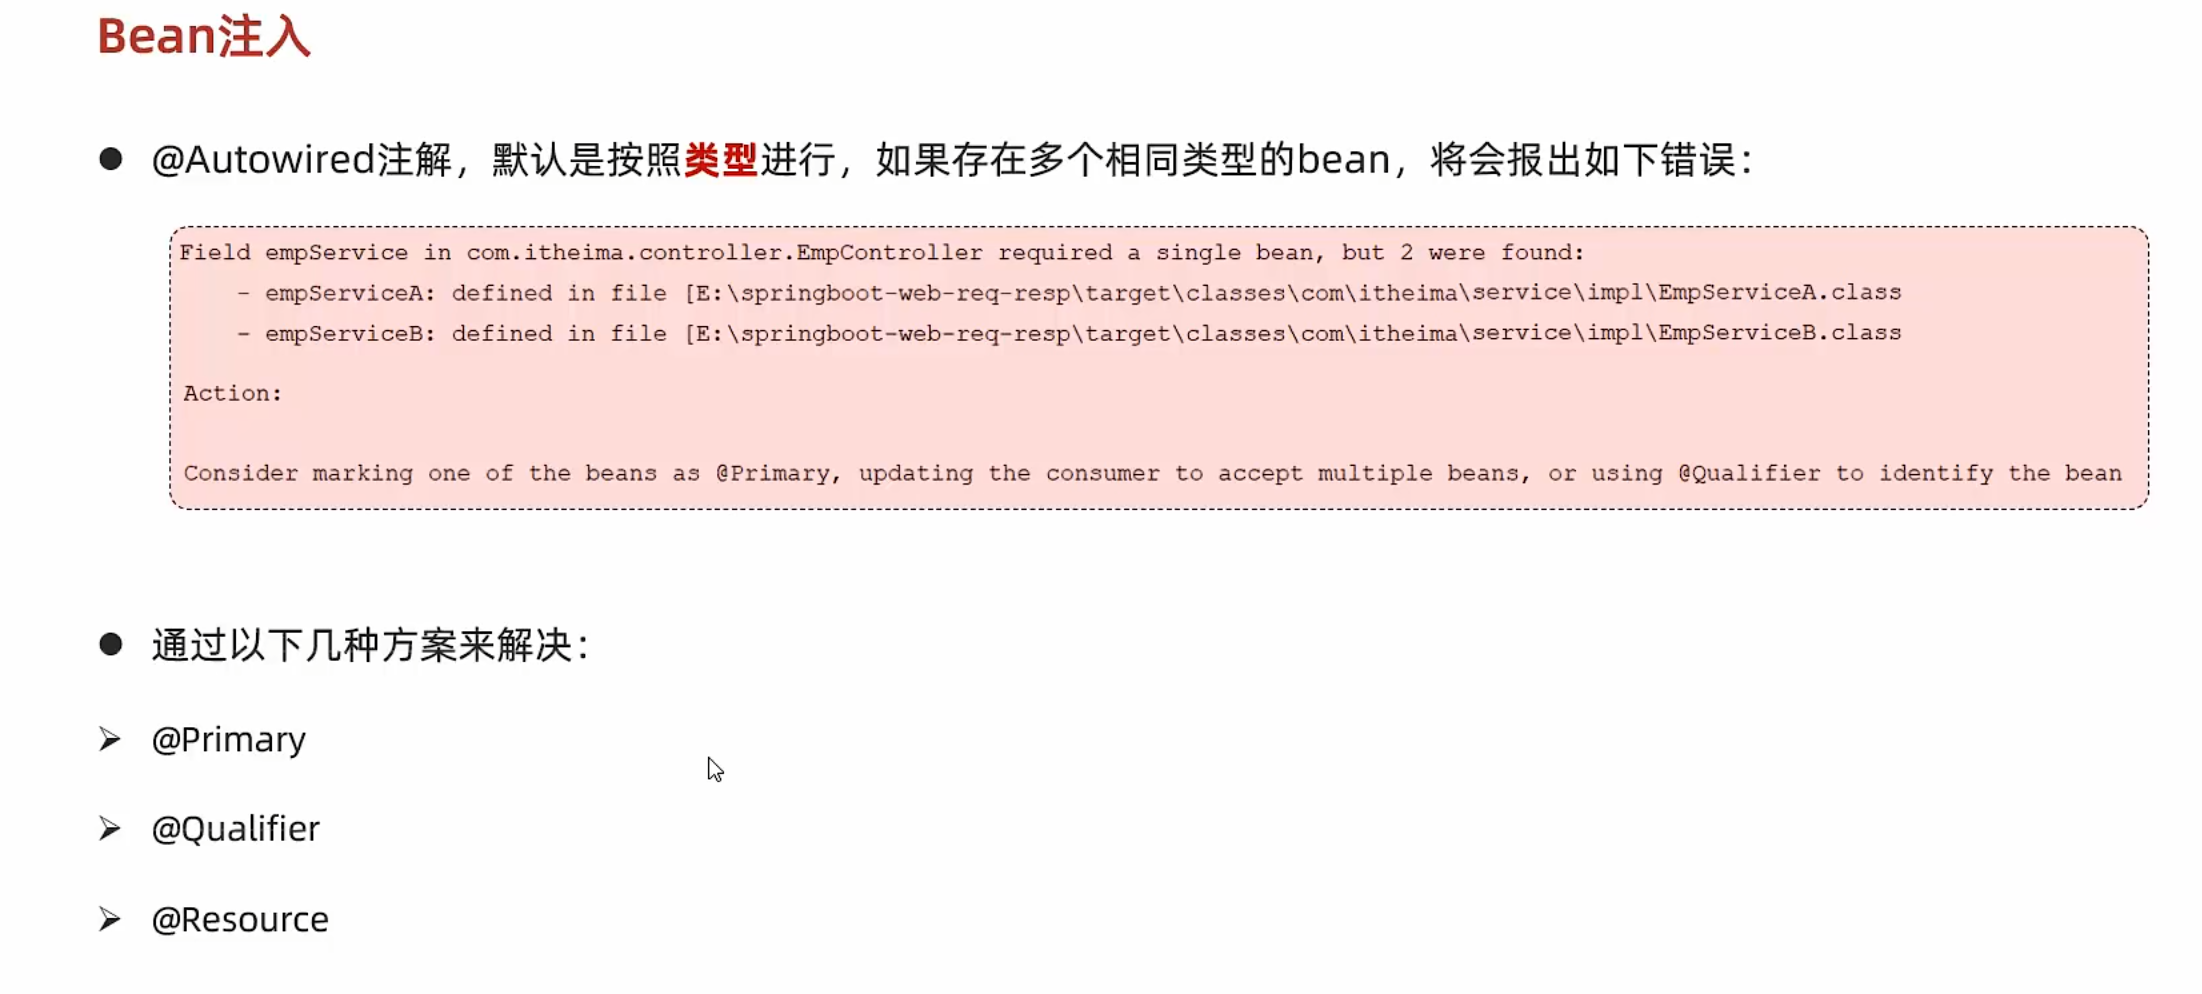 Bean注入
@Autowired注解，默认是按照类型进行，如果存在多个相同类型的bean，将会报出如下错误：
Field empService in com.itheima.controller.EmpController required a single bean, but 2 were found:
- empServiceA: defined in file [E:\springboot-web-req-resp\target\classes\com\itheima\service\impl\EmpServiceA.class
- empServiceB: defined in file [E:\springboot-web-req-resp\target\classes\com\itheima\service\impl\EmpServiceB.class
Action:
Consider marking one of the beans as @Primary, updating the consumer to accept multiple beans, or using @Qualifier to identify the bean
通过以下几种方案来解决：
@Primary
@Qualifier
@Resource